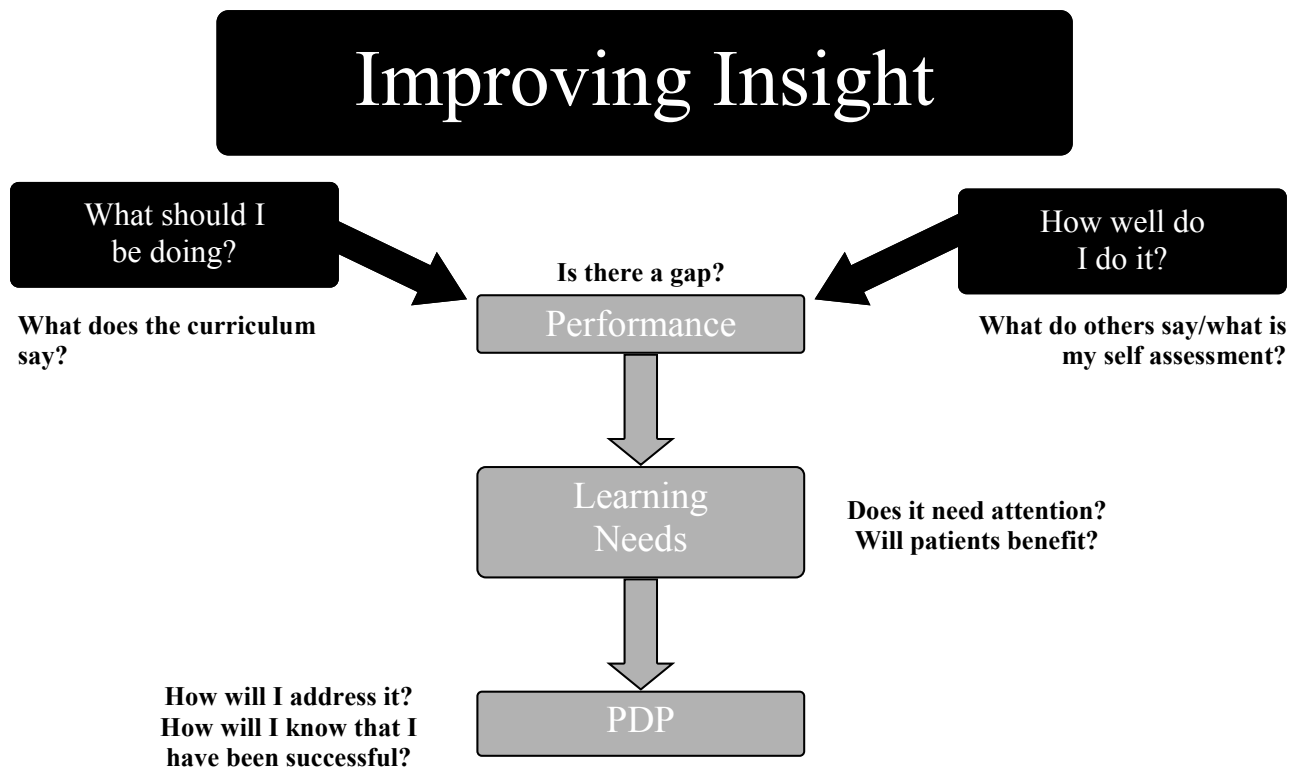 Improving Insight
What should I
be doing?
How well do
I do it?
Is there a gap?
Performance
What does the curriculum
say?
What do others say/what is
my self assessment?
Learning
Needs
Does it need attention?
Will patients benefit?
How will I address it?
How will I know that I
have been successful?
PDP